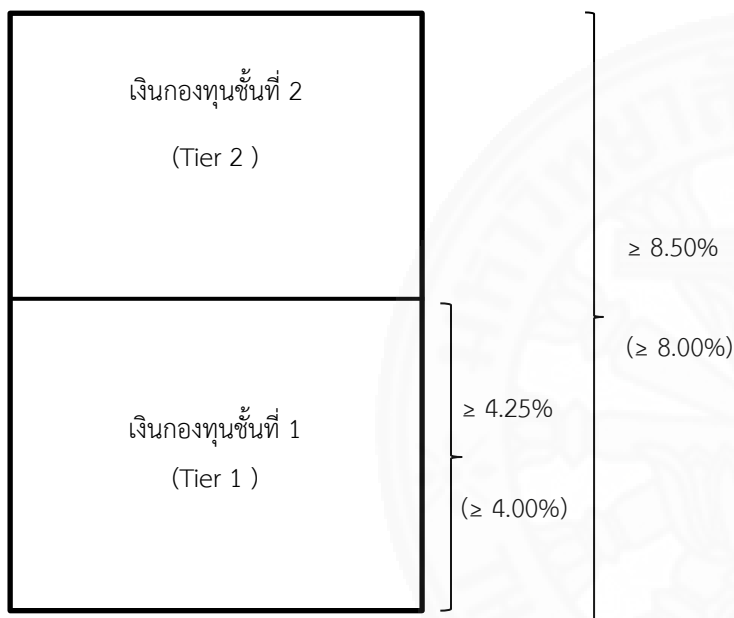 เงินกองทุนชั้นที่ 2
(Tier 2 )
≥ 8.50%
(≥ 8.00%)
≥ 4.25%
เงินกองทุนชั้นที่ 1
(Tier 1 )
(≥ 4.00%)